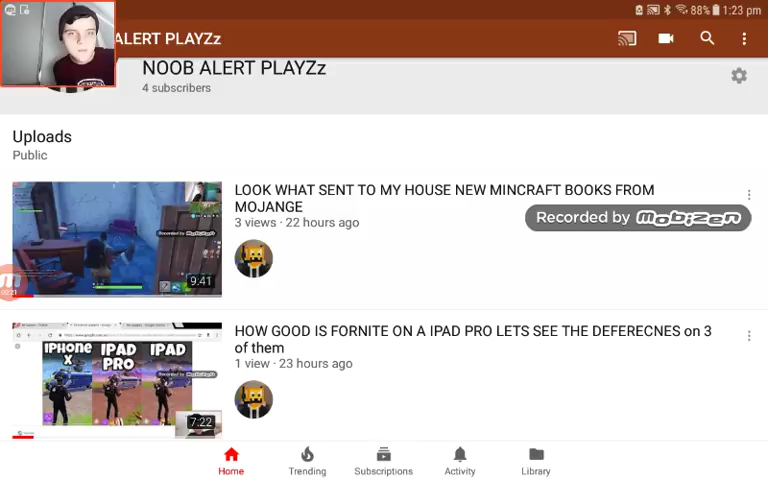 88% 1:23 pm
ALERT PLAYZz
NOOB ALERT PLAYZz
4 subscribers
Uploads
Public
LOOK WHAT SENT TO MY HOUSE NEW MINCRAFT BOOKS FROM
MOJANGE
3 views · 22 hours ago
Recorded by mobizen
9:41
00:21
HOW GOOD IS FORNITE ON A IPAD PRO LETS SEE THE DEFERECNES on 3
of them
1 view · 23 hours ago
iPHONE X
IPAD PRO
IPAD
7:22
Home
Trending
Subscriptions
Activity
Library